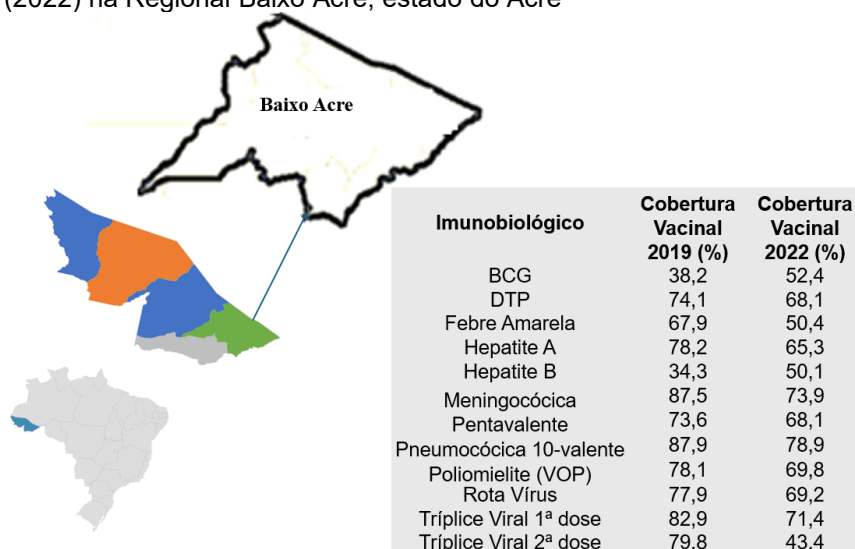 (2022) na Regional Baixo Acre, estado do Acre
Baixo Acre
Imunobiológico Cobertura Vacinal 2019 (%) Cobertura Vacinal 2022 (%)
BCG 38,2 52,4
DTP 74,1 68,1
Febre Amarela 67,9 50,4
Hepatite A 78,2 65,3
Hepatite B 34,3 50,1
Meningocócica 87,5 73,9
Pentavalente 73,6 68,1
Pneumocócica 10-valente 87,9 78,9
Poliomielite (VOP) 78,1 69,8
Rota Vírus 77,9 69,2
Tríplice Viral 1ª dose 82,9 71,4
Tríplice Viral 2ª dose 79,8 43,4